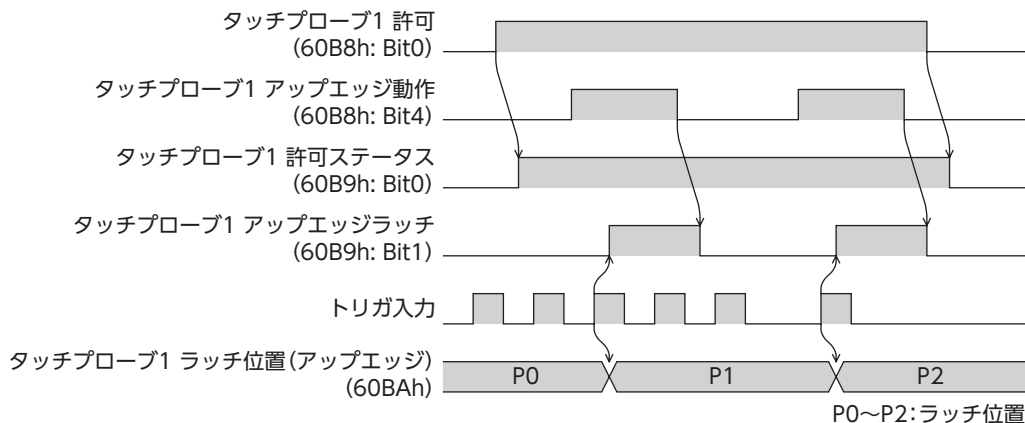 タッチプローブ1 許可
(60B8h: Bit0)
タッチプローブ1 アップエッジ動作
(60B8h: Bit4)
タッチプローブ1 許可ステータス
(60B9h: Bit0)
タッチプローブ1 アップエッジラッチ
(60B9h: Bit1)
トリガ入力
タッチプローブ1 ラッチ位置(アップエッジ)
(60BAh)
P0
P1
P2
P0～P2:ラッチ位置